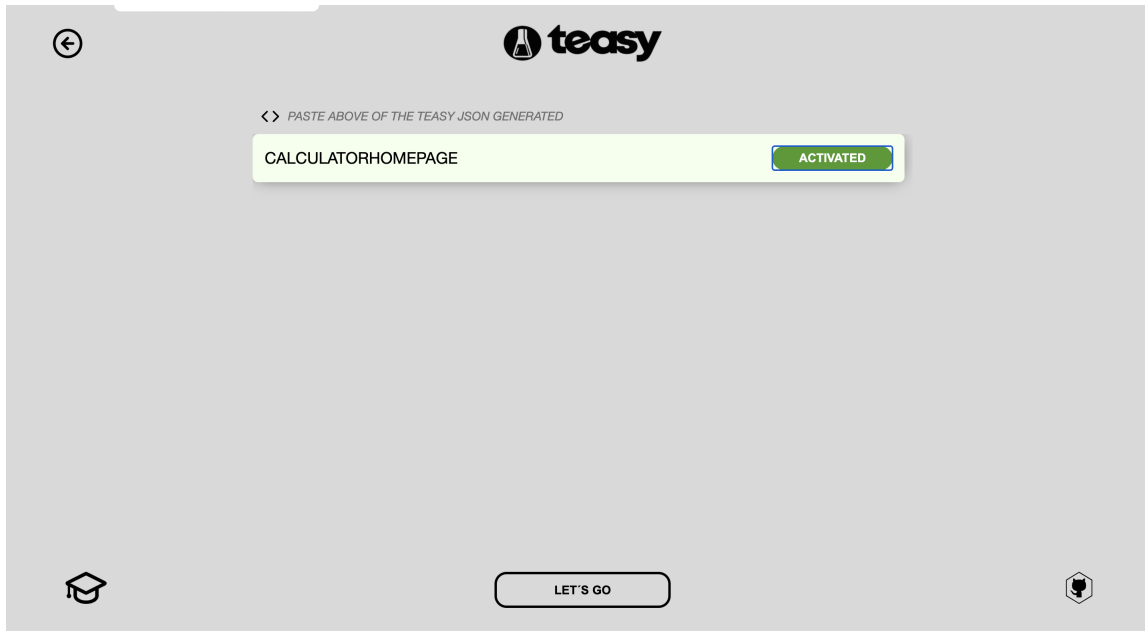 teasy
PASTE ABOVE OF THE TEASY JSON GENERATED
CALCULATORHOMEPAGE
ACTIVATED
LET´S GO